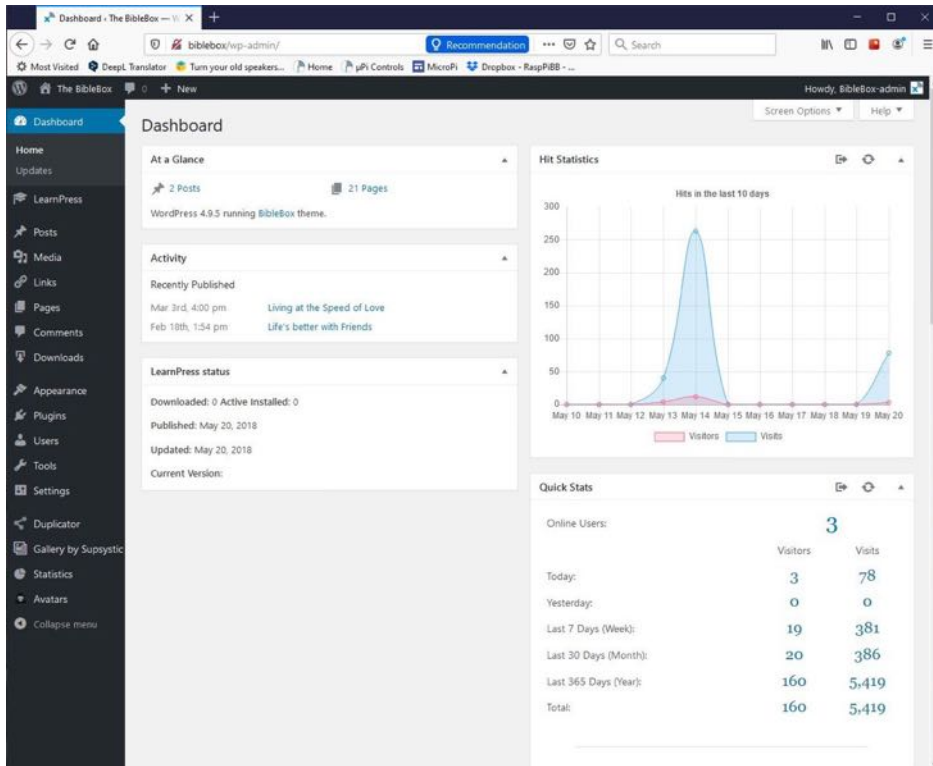 Dashboard ‹ The BibleBox — W
biblebox/wp-admin/
Recommendation
Search
Most Visited DeepL Translator Turn your old speakers... Home µPi Controls MicroPi Dropbox - RaspPiBB - ...
The BibleBox 0 + New
Howdy, BibleBox-admin
Screen Options Help
Dashboard
Home
Updates
LearnPress
Posts
Media
Links
Pages
Comments
Downloads
Appearance
Plugins
Users
Tools
Settings
Duplicator
Gallery by Supsystic
Statistics
Avatars
Collapse menu
Dashboard
At a Glance
2 Posts 21 Pages
WordPress 4.9.5 running BibleBox theme.
Activity
Recently Published
Mar 3rd, 4:00 pm Living at the Speed of Love
Feb 18th, 1:54 pm Life's better with Friends
LearnPress status
Downloaded: 0 Active Installed: 0
Published: May 20, 2018
Updated: May 20, 2018
Current Version:
Hit Statistics
Hits in the last 10 days
300
250
200
150
100
50
0
May 10 May 11 May 12 May 13 May 14 May 15 May 16 May 17 May 18 May 19 May 20
Visitors Visits
Quick Stats
Online Users: 3
Visitors Visits
Today: 3 78
Yesterday: 0 0
Last 7 Days (Week): 19 381
Last 30 Days (Month): 20 386
Last 365 Days (Year): 160 5,419
Total: 160 5,419